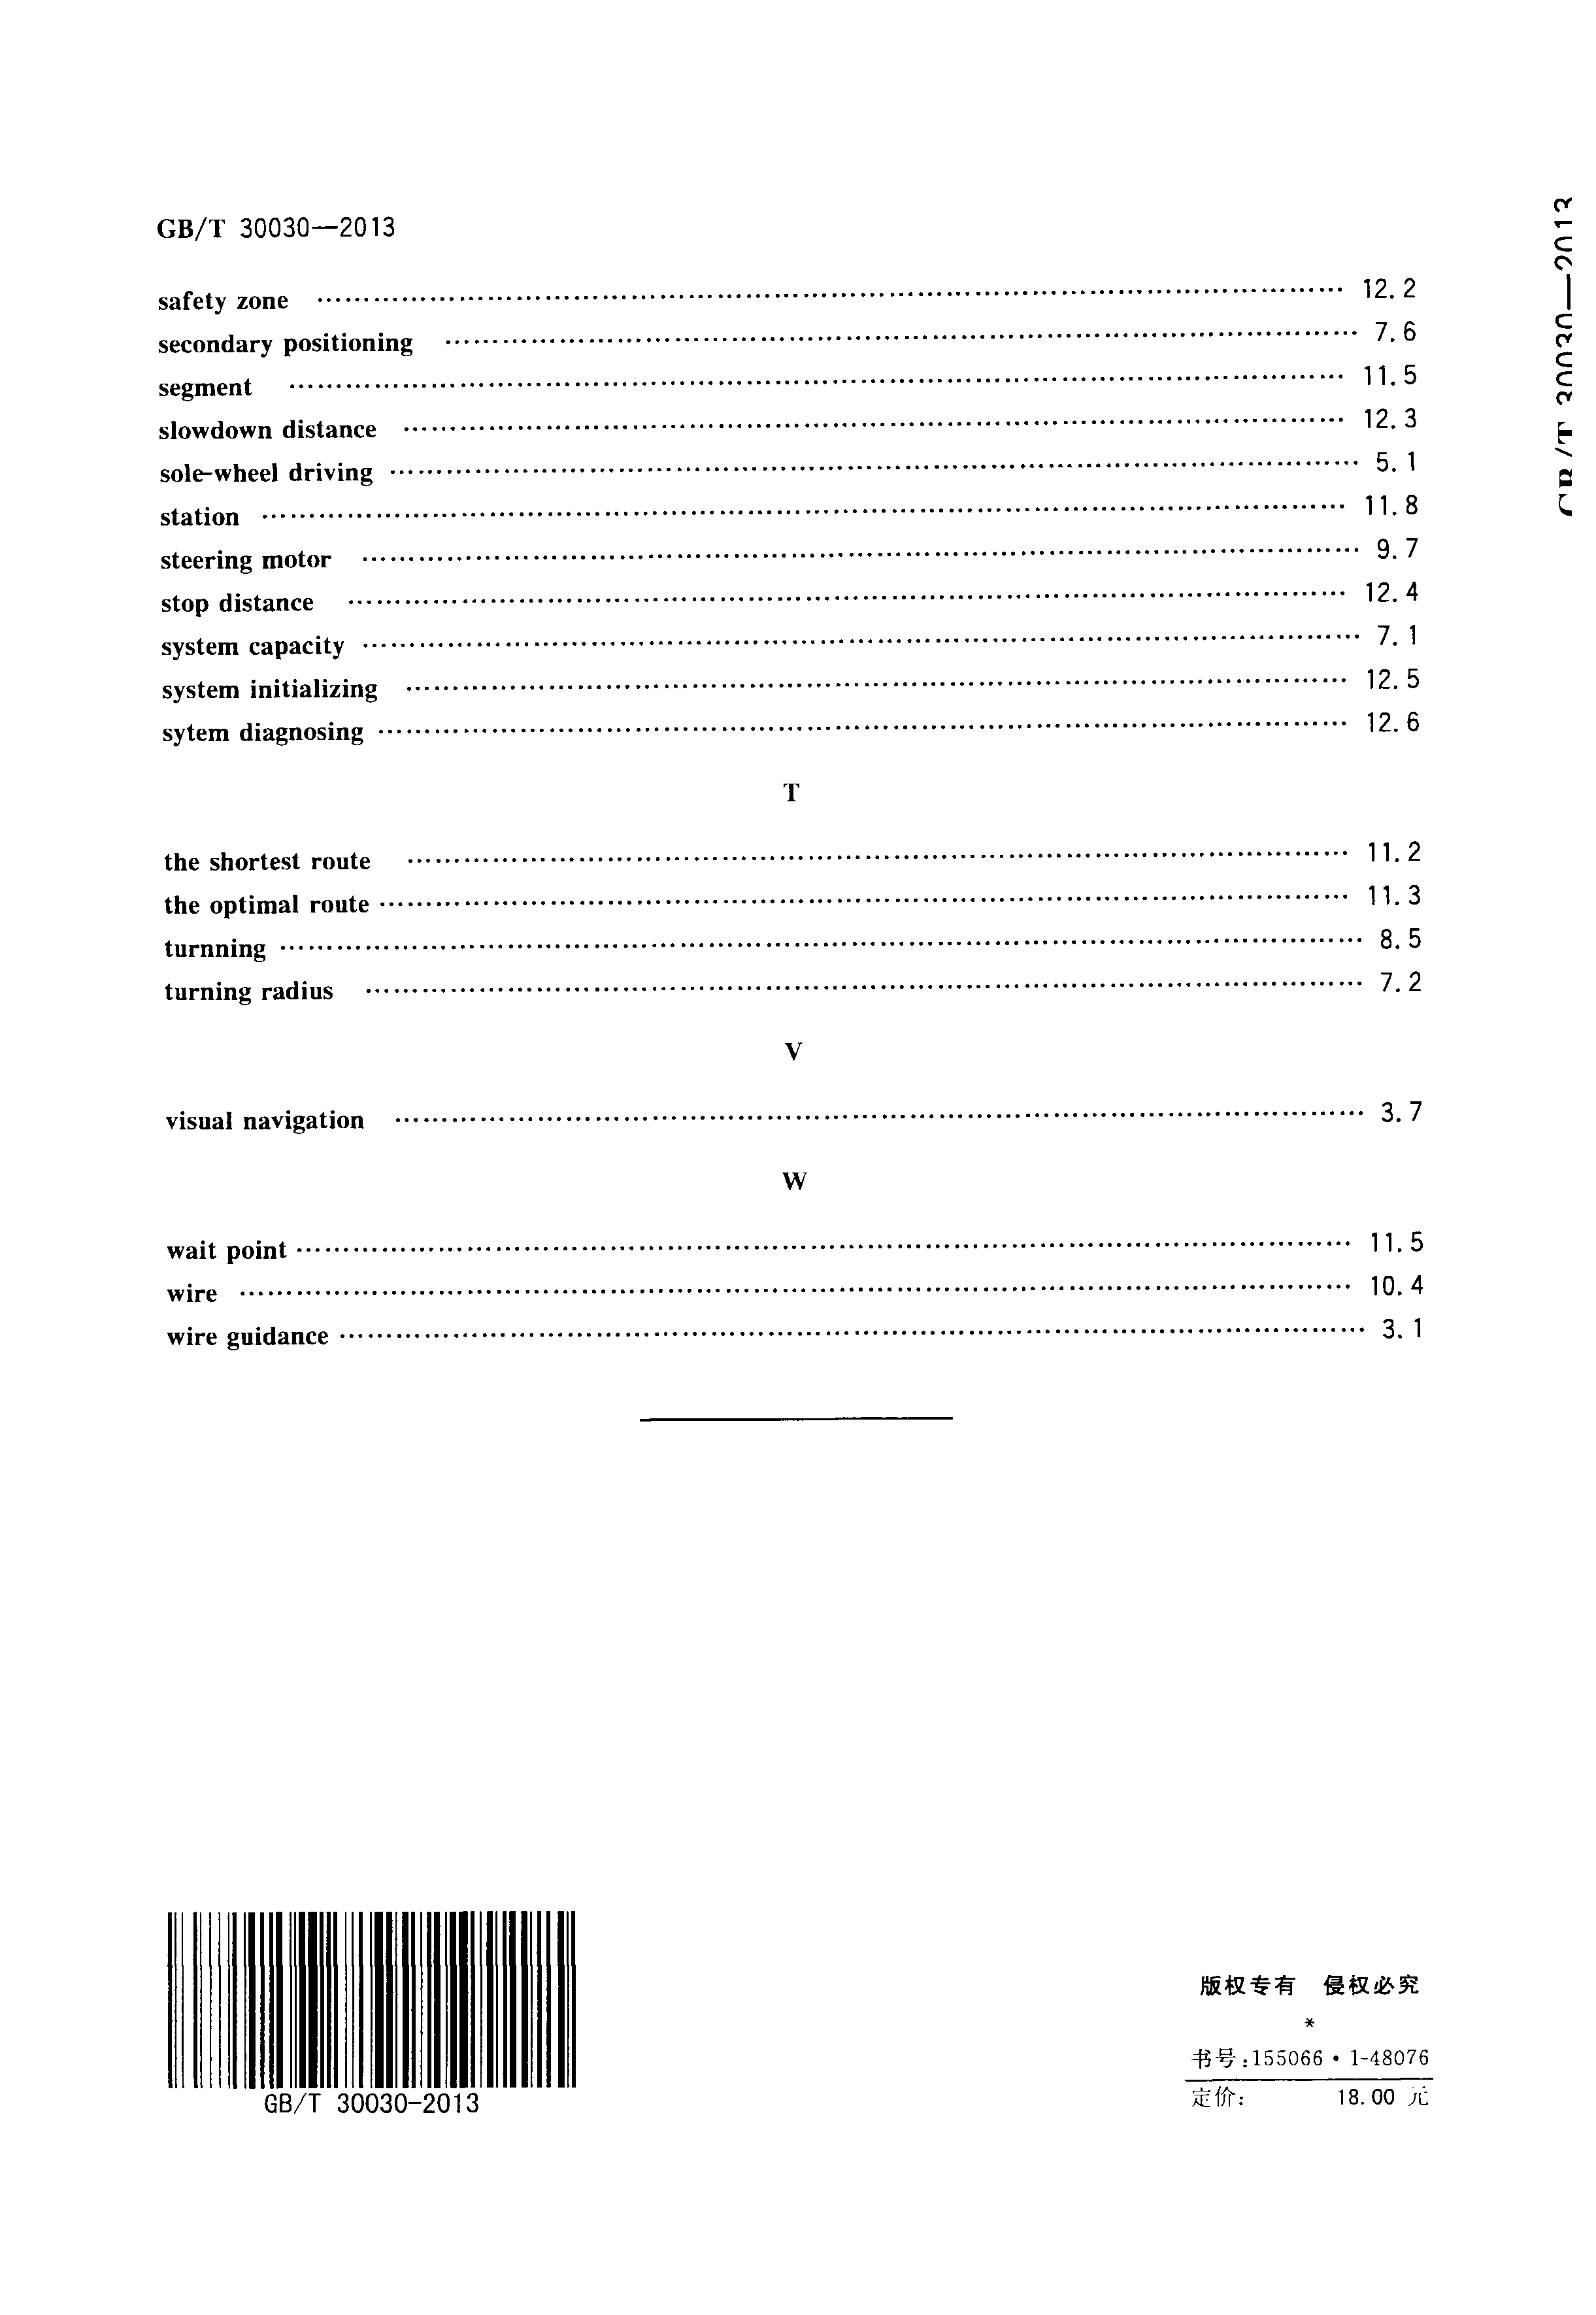 GB/T 30030—2013
safety zone ………………………………………………………………………… 12.2
secondary positioning ………………………………………………………………………… 7.6
segment ………………………………………………………………………… 11.5
slowdown distance ………………………………………………………………………… 12.3
sole-wheel driving ………………………………………………………………………… 5.1
station ………………………………………………………………………… 11.8
steering motor ………………………………………………………………………… 9.7
stop distance ………………………………………………………………………… 12.4
system capacity ………………………………………………………………………… 7.1
system initializing ………………………………………………………………………… 12.5
sytem diagnosing ………………………………………………………………………… 12.6
T
the shortest route ………………………………………………………………………… 11.2
the optimal route ………………………………………………………………………… 11.3
turnning ………………………………………………………………………… 8.5
turning radius ………………………………………………………………………… 7.2
V
visual navigation ………………………………………………………………………… 3.7
W
wait point ………………………………………………………………………… 11.5
wire ………………………………………………………………………… 10.4
wire guidance ………………………………………………………………………… 3.1
GB/T 30030-2013
版权专有 侵权必究
*
书号:155066·1-48076
定价: 18.00 元
GB/T 30030—2013